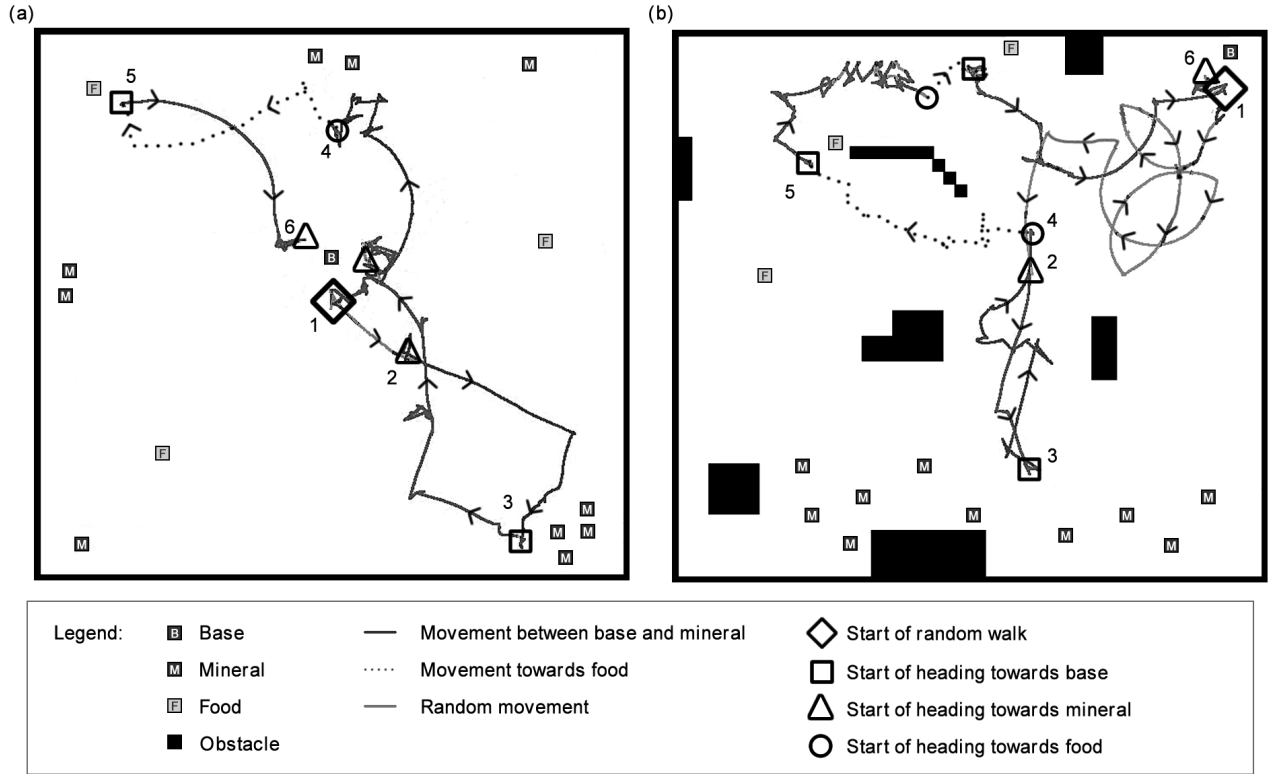 (a)
(b)
M
M
M
F
5
4
6
B
F
M
M
1
2
F
3
M
M
M
M
M
F
B
6
1
F
5
4
2
F
3
M
M
M
M
M
M
M
M
M
M
Legend:
B Base
M Mineral
F Food
Obstacle
Movement between base and mineral
Movement towards food
Random movement
Start of random walk
Start of heading towards base
Start of heading towards mineral
Start of heading towards food